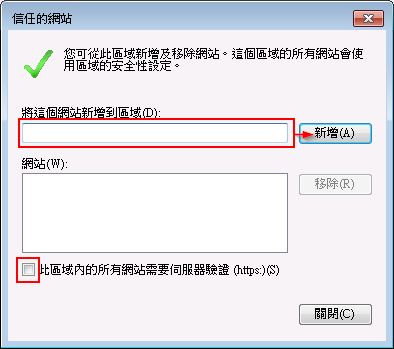 信任的網站
您可從此區域新增及移除網站。這個區域的所有網站會使
用區域的安全性設定。
將這個網站新增到區域(D):
新增(A)
網站(W):
移除(R)
此區域內的所有網站需要伺服器驗證 (https:)(S)
關閉(C)